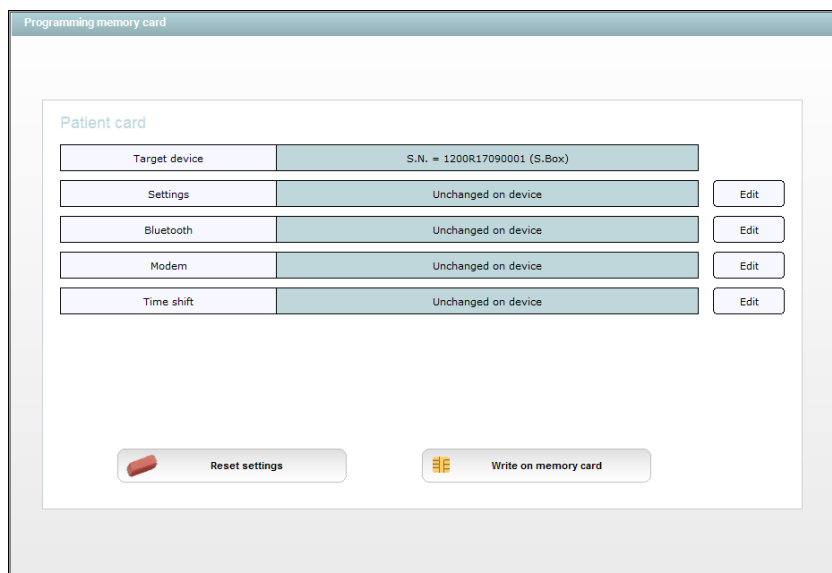 Programming memory card
Patient card
Target device S.N. = 1200R17090001 (S.Box)
Settings Unchanged on device Edit
Bluetooth Unchanged on device Edit
Modem Unchanged on device Edit
Time shift Unchanged on device Edit
Reset settings Write on memory card